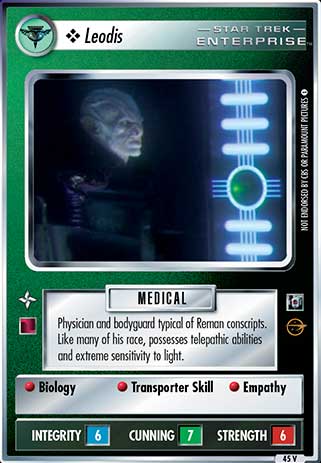 ❖ Leodis
STAR TREK
ENTERPRISE™
NOT ENDORSED BY CBS OR PARAMOUNT PICTURES
MEDICAL
Physician and bodyguard typical of Reman conscripts.
Like many of his race, possesses telepathic abilities
and extreme sensitivity to light.
Biology Transporter Skill Empathy
INTEGRITY 6 CUNNING 7 STRENGTH 6
45 V